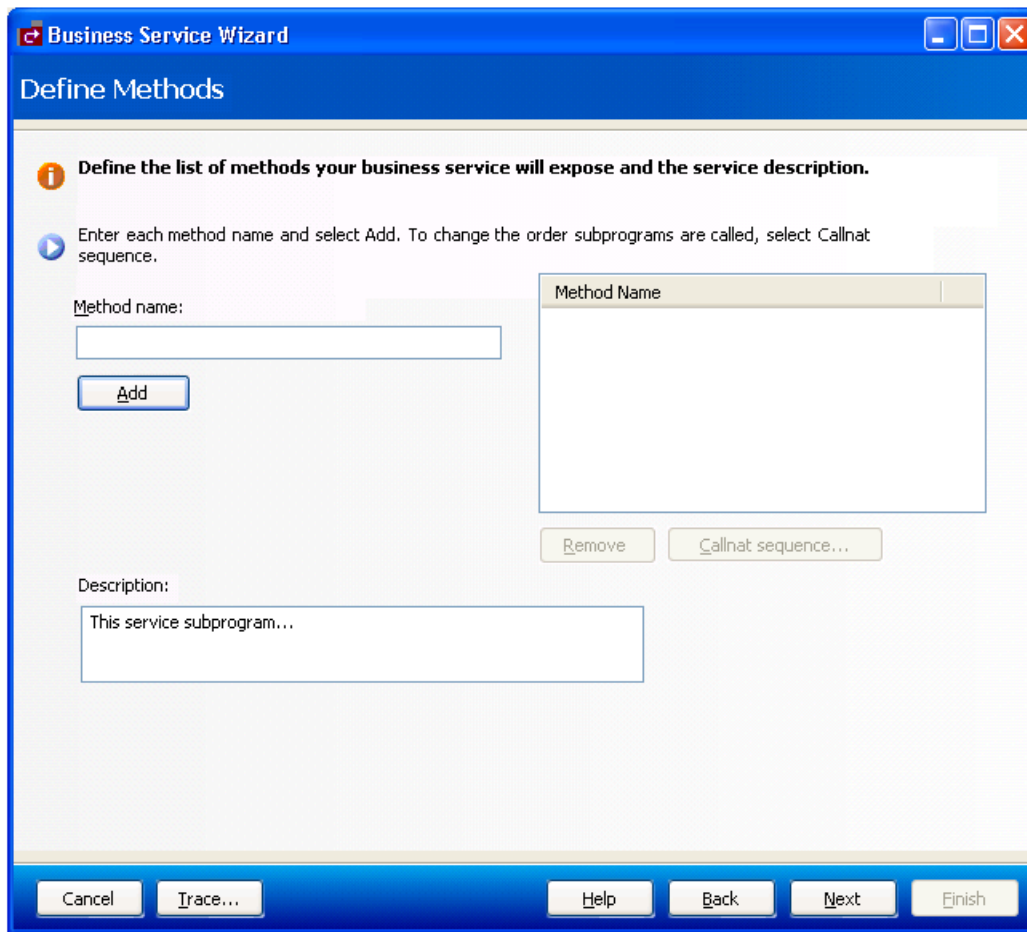 Business Service Wizard
Define Methods
Define the list of methods your business service will expose and the service description.
Enter each method name and select Add. To change the order subprograms are called, select Callnat
sequence.
Method name:
Method Name
Add
Remove
Callnat sequence...
Description:
This service subprogram...
Cancel
Trace...
Help
Back
Next
Finish